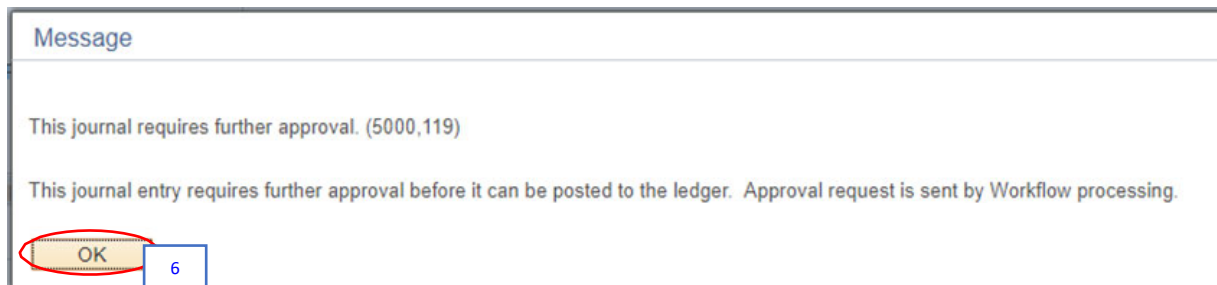 Message
This journal requires further approval. (5000,119)
This journal entry requires further approval before it can be posted to the ledger.  Approval request is sent by Workflow processing.
OK
6